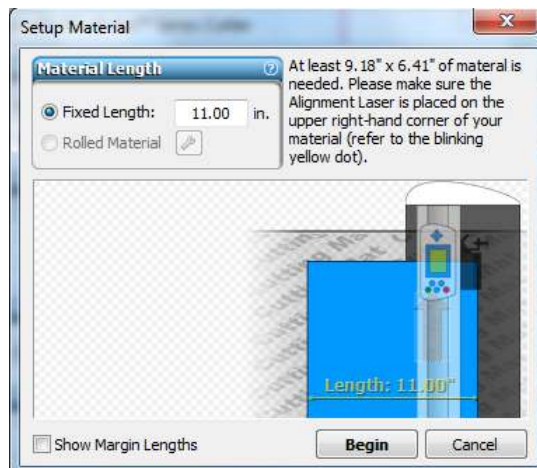 Setup Material
Material Length
At least 9.18" x 6.41" of materal is
needed. Please make sure the
Alignment Laser is placed on the
upper right-hand corner of your
material (refer to the blinking
yellow dot).
Fixed Length: 11.00 in.
Rolled Material
Length: 11.00"
Show Margin Lengths
Begin
Cancel